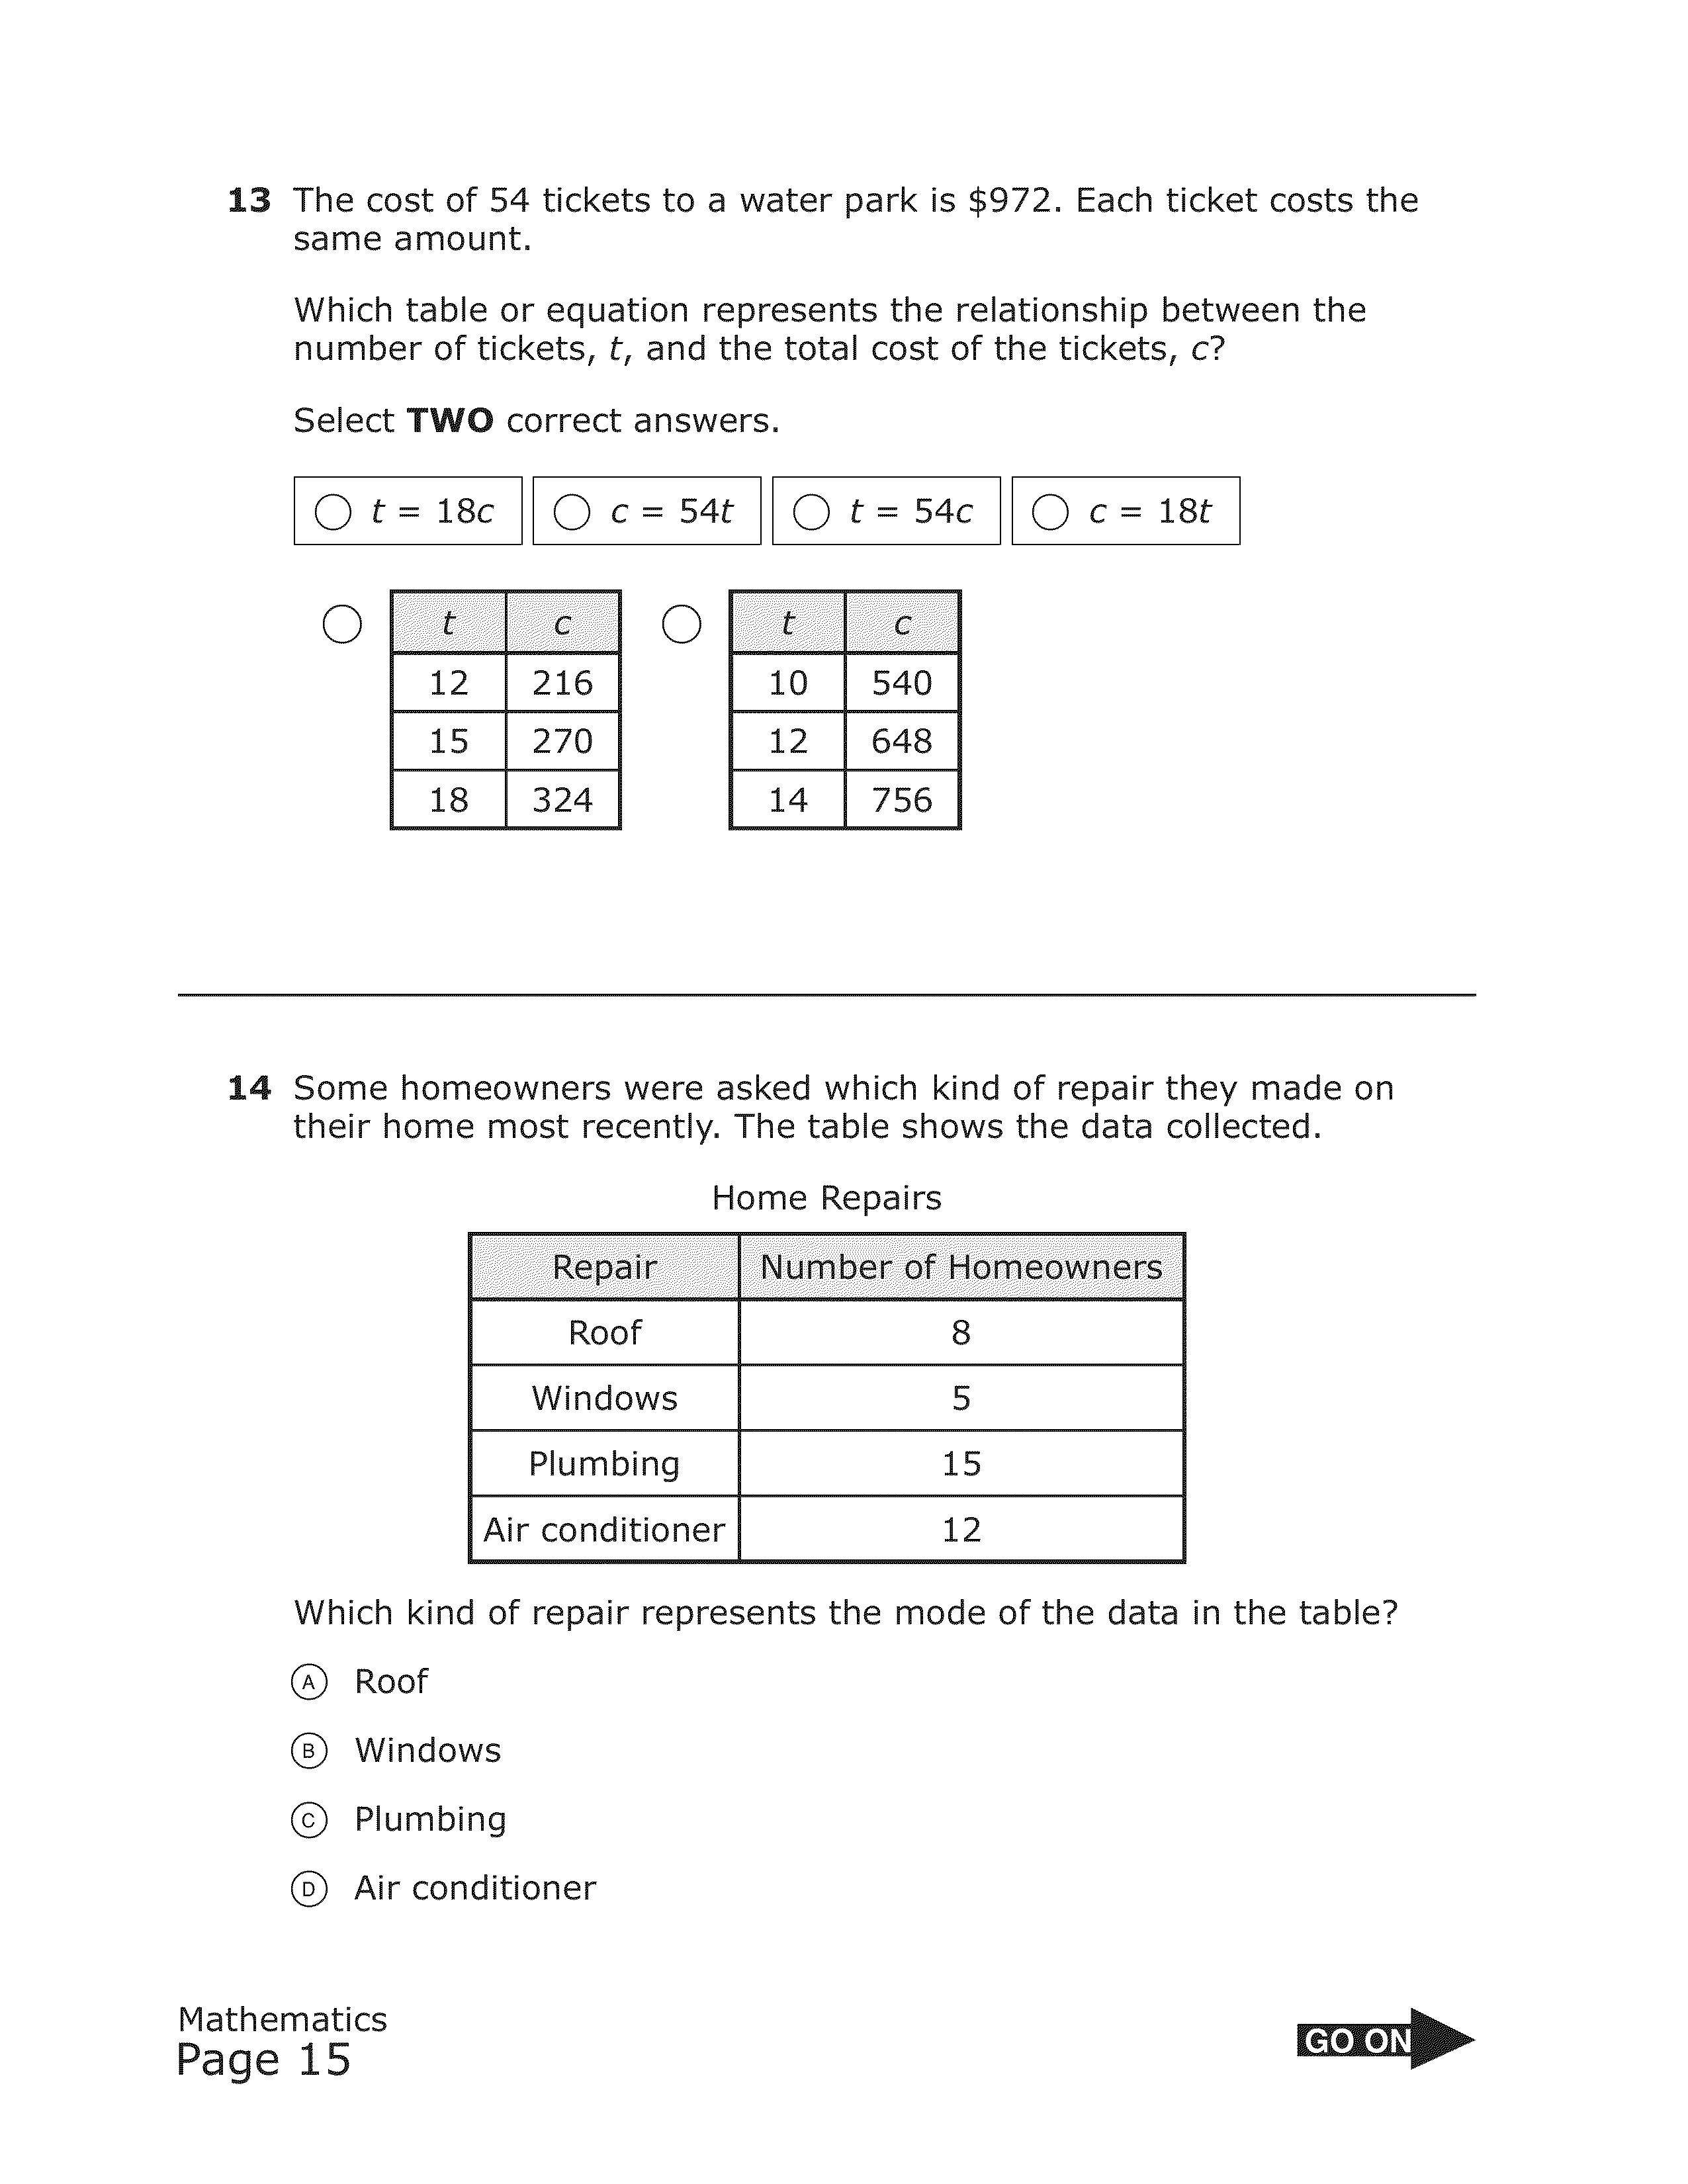 13 The cost of 54 tickets to a water park is $972. Each ticket costs the
same amount.
Which table or equation represents the relationship between the
number of tickets, t, and the total cost of the tickets, c?
Select TWO correct answers.
t = 18c c = 54t t = 54c c = 18t
t c t c
12 216 10 540
15 270 12 648
18 324 14 756
14 Some homeowners were asked which kind of repair they made on
their home most recently. The table shows the data collected.
Home Repairs
Repair Number of Homeowners
Roof 8
Windows 5
Plumbing 15
Air conditioner 12
Which kind of repair represents the mode of the data in the table?
A Roof
B Windows
C Plumbing
D Air conditioner
Mathematics
Page 15
GO ON